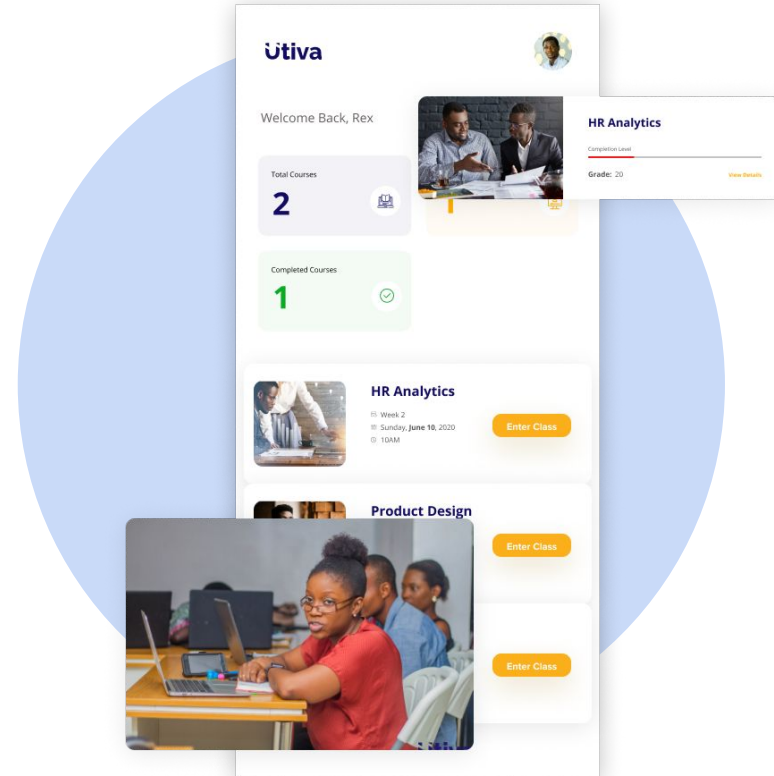 Utiva
Welcome Back, Rex
HR Analytics
Completion Level
Grade: 20
View Details
Total Courses
2
1
Completed Courses
1
HR Analytics
Week 2
Sunday, June 10, 2020
10AM
Enter Class
Product Design
Enter Class
Enter Class